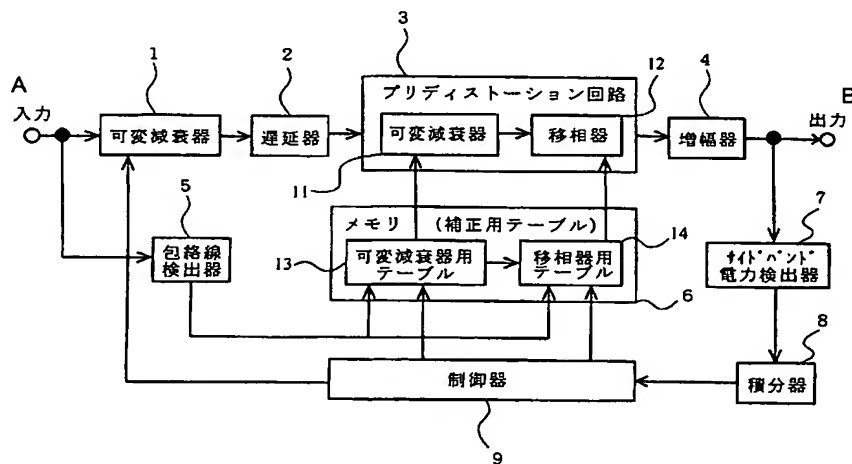 3
1
2
12
4
A
入力
プリディストーション回路
B
出力
可変減衰器
遅延器
可変減衰器
移相器
増幅器
11
5
メモリ (補正用テーブル)
14
7
包絡線
検出器
13
可変減衰器用
テーブル
移相器用
テーブル
ｻｲﾄﾞﾊﾞﾝﾄﾞ
電力検出器
6
8
制御器
積分器
9